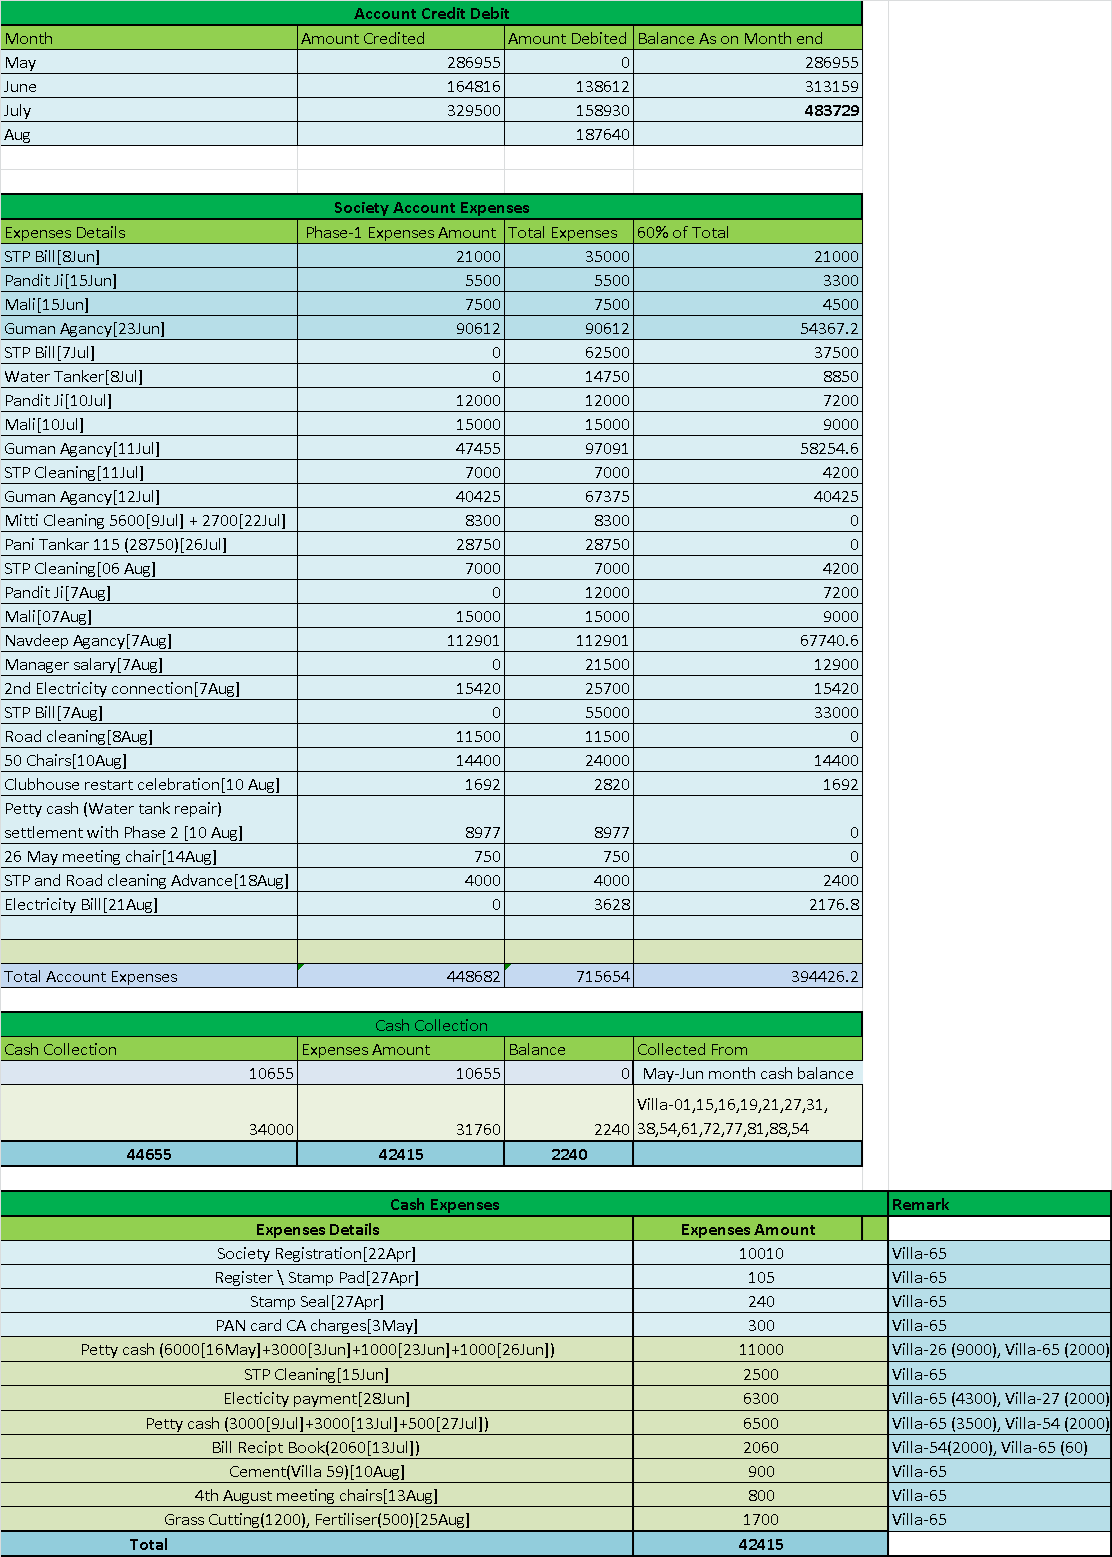 Account Credit Debit
Month Amount Credited Amount Debited Balance As on Month end
May 286955 0 286955
June 164816 138612 313159
July 329500 158930 483729
Aug 187640
Society Account Expenses
Expenses Details Phase-1 Expenses Amount Total Expenses 60% of Total
STP Bill[8Jun] 21000 35000 21000
Pandit Ji[15Jun] 5500 5500 3300
Mali[15Jun] 7500 7500 4500
Guman Agancy[23Jun] 90612 90612 54367.2
STP Bill[7Jul] 0 62500 37500
Water Tanker[8Jul] 0 14750 8850
Pandit Ji[10Jul] 12000 12000 7200
Mali[10Jul] 15000 15000 9000
Guman Agancy[11Jul] 47455 97091 58254.6
STP Cleaning[11Jul] 7000 7000 4200
Guman Agancy[12Jul] 40425 67375 40425
Mitti Cleaning 5600[9Jul] + 2700[22Jul] 8300 8300 0
Pani Tankar 115 (28750)[26Jul] 28750 28750 0
STP Cleaning[06 Aug] 7000 7000 4200
Pandit Ji[7Aug] 0 12000 7200
Mali[07Aug] 15000 15000 9000
Navdeep Agancy[7Aug] 112901 112901 67740.6
Manager salary[7Aug] 0 21500 12900
2nd Electricity connection[7Aug] 15420 25700 15420
STP Bill[7Aug] 0 55000 33000
Road cleaning[8Aug] 11500 11500 0
50 Chairs[10Aug] 14400 24000 14400
Clubhouse restart celebration[10 Aug] 1692 2820 1692
Petty cash (Water tank repair)
settlement with Phase 2 [10 Aug] 8977 8977 0
26 May meeting chair[14Aug] 750 750 0
STP and Road cleaning Advance[18Aug] 4000 4000 2400
Electricity Bill[21Aug] 0 3628 2176.8
Total Account Expenses 448682 715654 394426.2
Cash Collection
Cash Collection Expenses Amount Balance Collected From
10655 10655 0 May-Jun month cash balance
Villa-01,15,16,19,21,27,31,
34000 31760 2240 38,54,61,72,77,81,88,54
44655 42415 2240
Cash Expenses Remark
Expenses Details Expenses Amount
Society Registration[22Apr] 10010 Villa-65
Register \ Stamp Pad[27Apr] 105 Villa-65
Stamp Seal[27Apr] 240 Villa-65
PAN card CA charges[3May] 300 Villa-65
Petty cash (6000[16May]+3000[3Jun]+1000[23Jun]+1000[26Jun]) 11000 Villa-26 (9000), Villa-65 (2000)
STP Cleaning[15Jun] 2500 Villa-65
Electicity payment[28Jun] 6300 Villa-65 (4300), Villa-27 (2000)
Petty cash (3000[9Jul]+3000[13Jul]+500[27Jul]) 6500 Villa-65 (3500), Villa-54 (2000)
Bill Recipt Book(2060[13Jul]) 2060 Villa-54(2000), Villa-65 (60)
Cement(Villa 59)[10Aug] 900 Villa-65
4th August meeting chairs[13Aug] 800 Villa-65
Grass Cutting(1200), Fertiliser(500)[25Aug] 1700 Villa-65
Total 42415